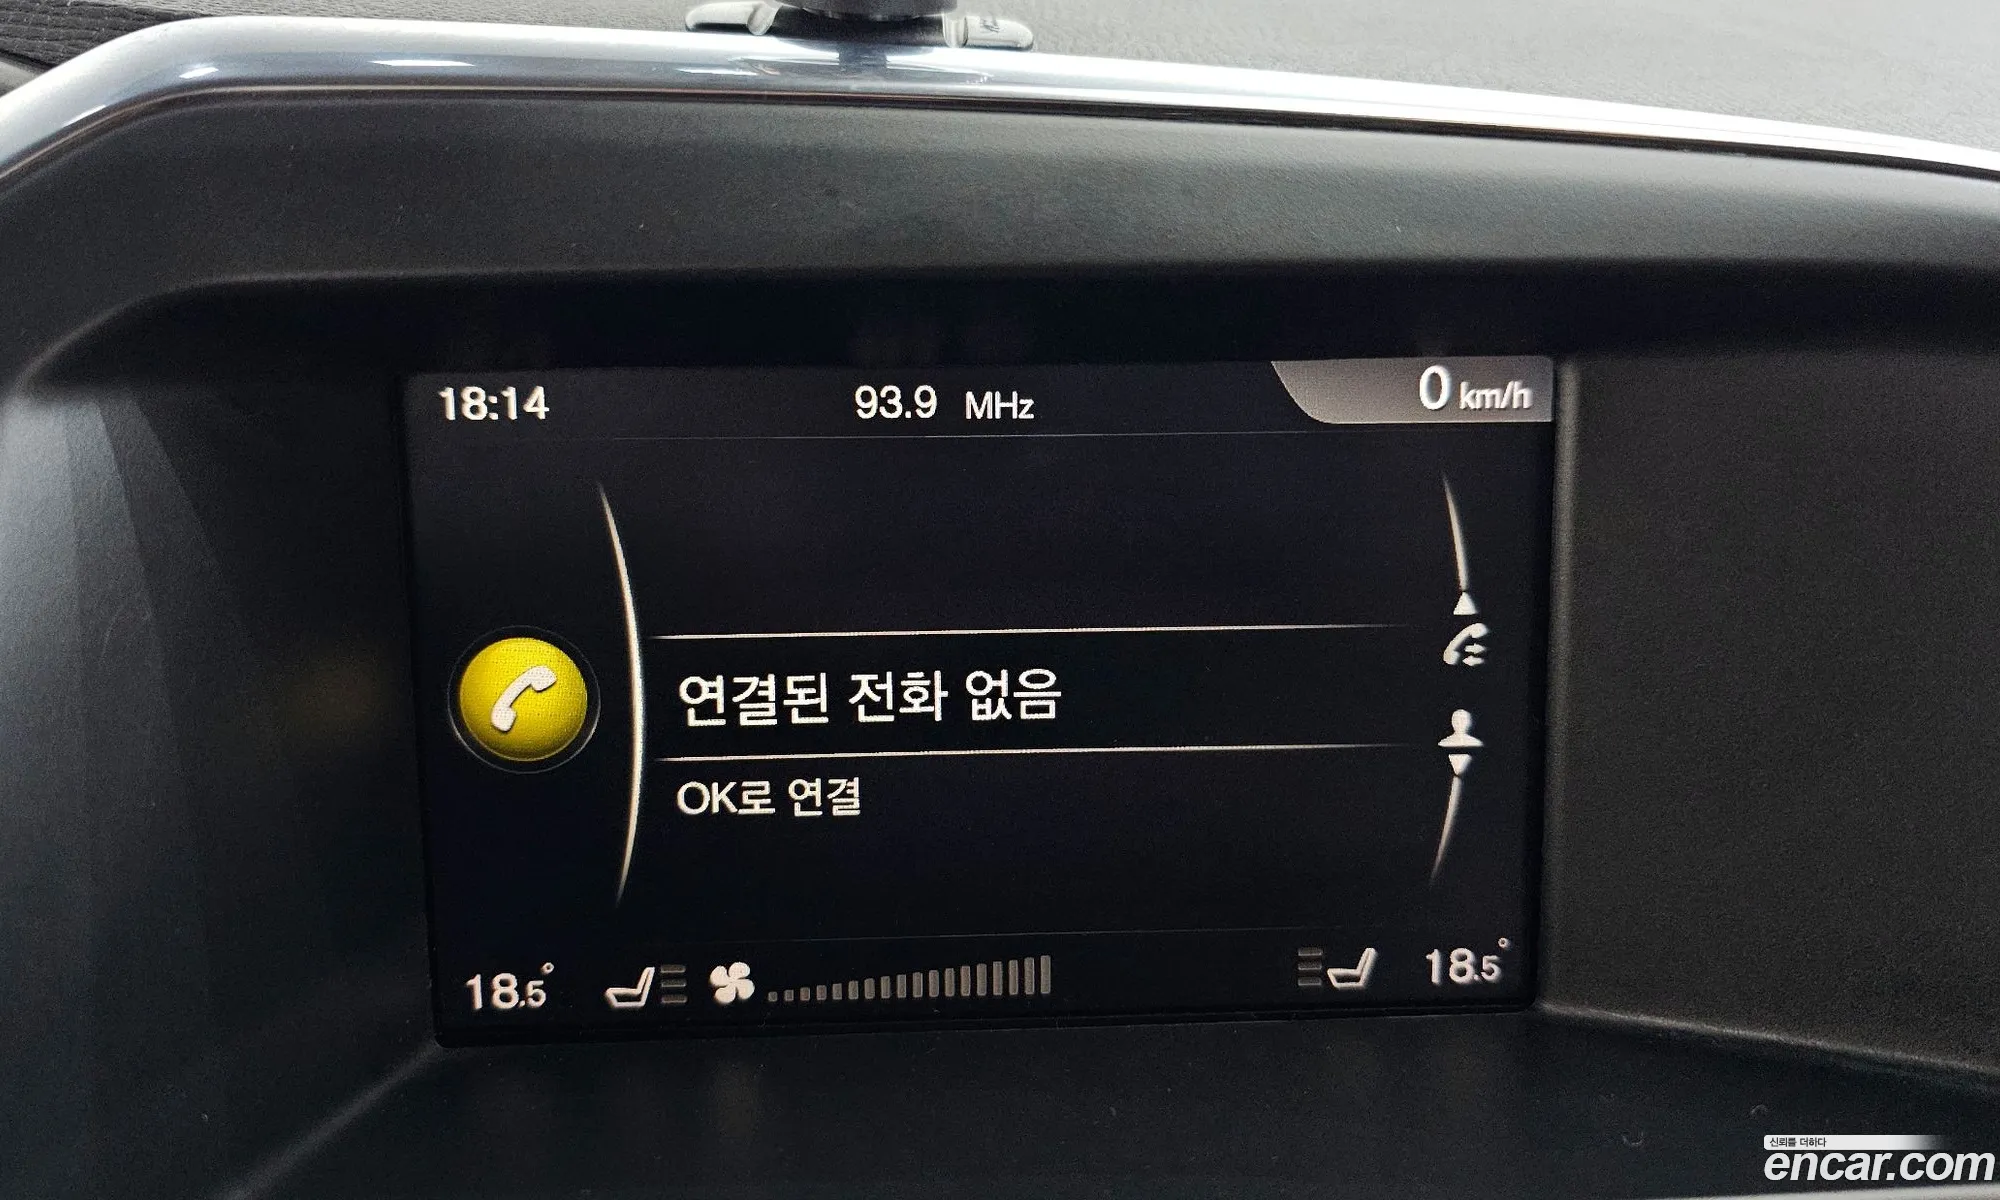 18:14 93.9 MHz 0 km/h
연결된 전화 없음
OK로 연결
18.5° 18.5°
신뢰를 더하다
encar.com